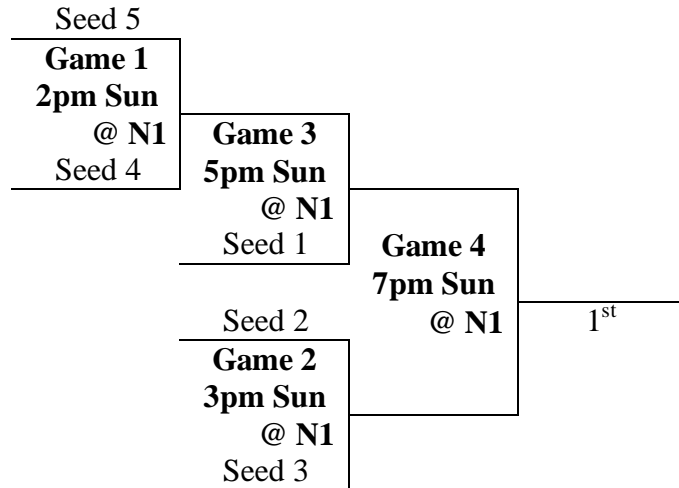 Seed 5
Game 1
2pm Sun
@ N1
Seed 4
Game 3
5pm Sun
@ N1
Seed 1
Game 4
7pm Sun
@ N1
1st
Seed 2
Game 2
3pm Sun
@ N1
Seed 3